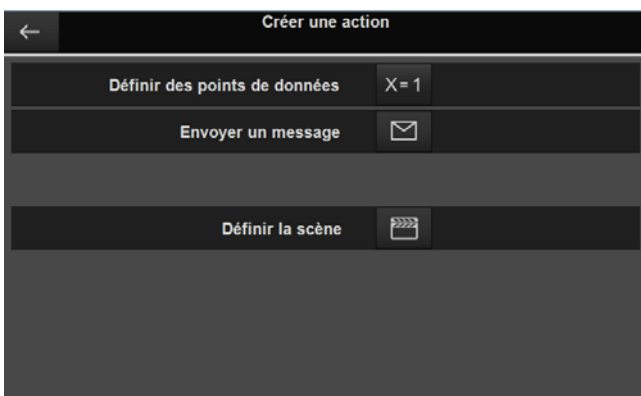 Créer une action
Définir des points de données X = 1
Envoyer un message
Définir la scène